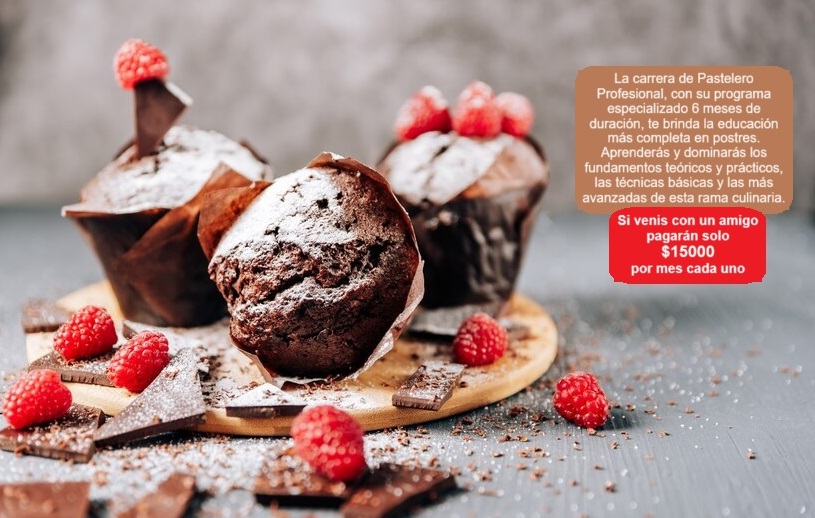 La carrera de Pastelero
Profesional, con su programa
especializado 6 meses de
duración, te brinda la educación
más completa en postres.
Aprenderás y dominarás los
fundamentos teóricos y prácticos,
las técnicas básicas y las más
avanzadas de esta rama culinaria.
Si venis con un amigo
pagarán solo
$15000
por mes cada uno